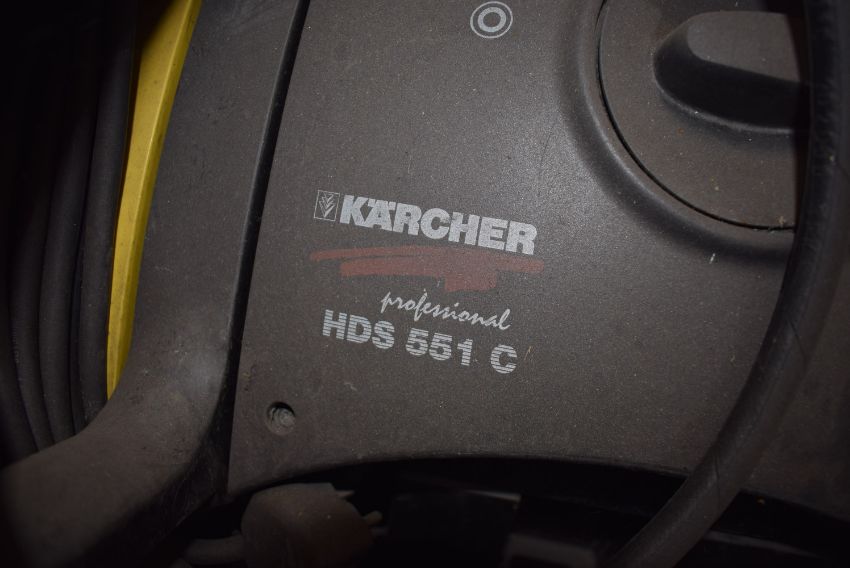 KÄRCHER
professional
HDS 551 C